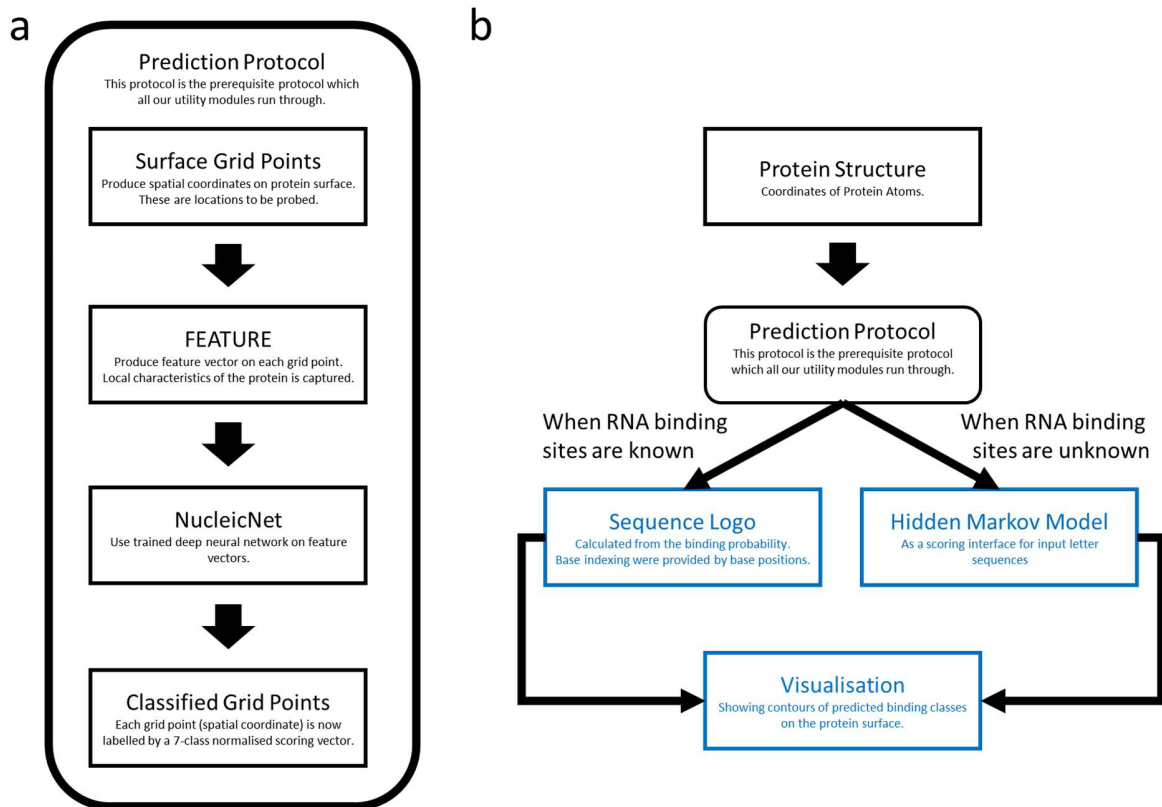 a
Prediction Protocol
This protocol is the prerequisite protocol which
all our utility modules run through.
Surface Grid Points
Produce spatial coordinates on protein surface.
These are locations to be probed.
FEATURE
Produce feature vector on each grid point.
Local characteristics of the protein is captured.
NucleicNet
Use trained deep neural network on feature
vectors.
Classified Grid Points
Each grid point (spatial coordinate) is now
labelled by a 7-class normalised scoring vector.
b
Protein Structure
Coordinates of Protein Atoms.
Prediction Protocol
This protocol is the prerequisite protocol
which all our utility modules run through.
When RNA binding
sites are known
When RNA binding
sites are unknown
Sequence Logo
Calculated from the binding probability.
Base indexing were provided by base positions.
Hidden Markov Model
As a scoring interface for input letter
sequences
Visualisation
Showing contours of predicted binding classes
on the protein surface.